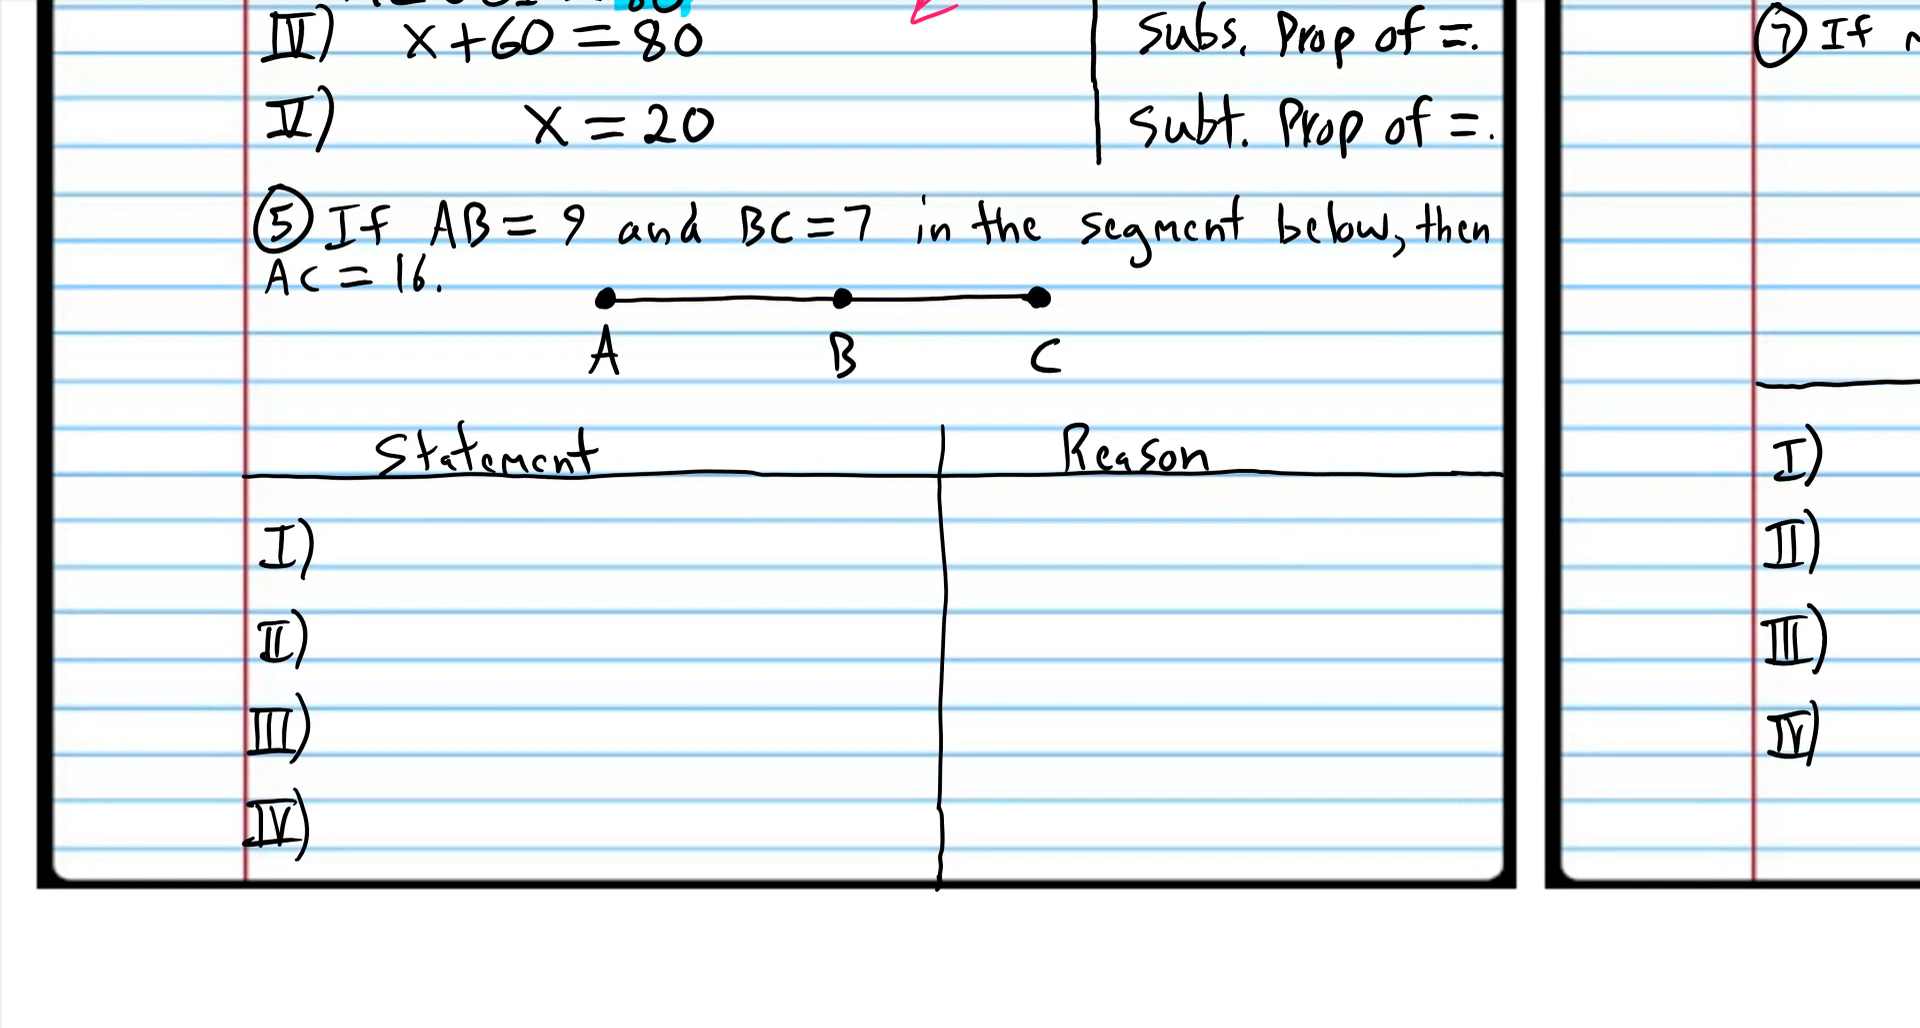 IV) x+60=80 Subs. Prop of =.
V) x=20 Subt. Prop of =.
⑤ If AB=9 and BC=7 in the segment below, then
AC=16.
A B C
Statement Reason
I)
II)
III)
IV)
⑦ If
I)
II)
III)
IV)